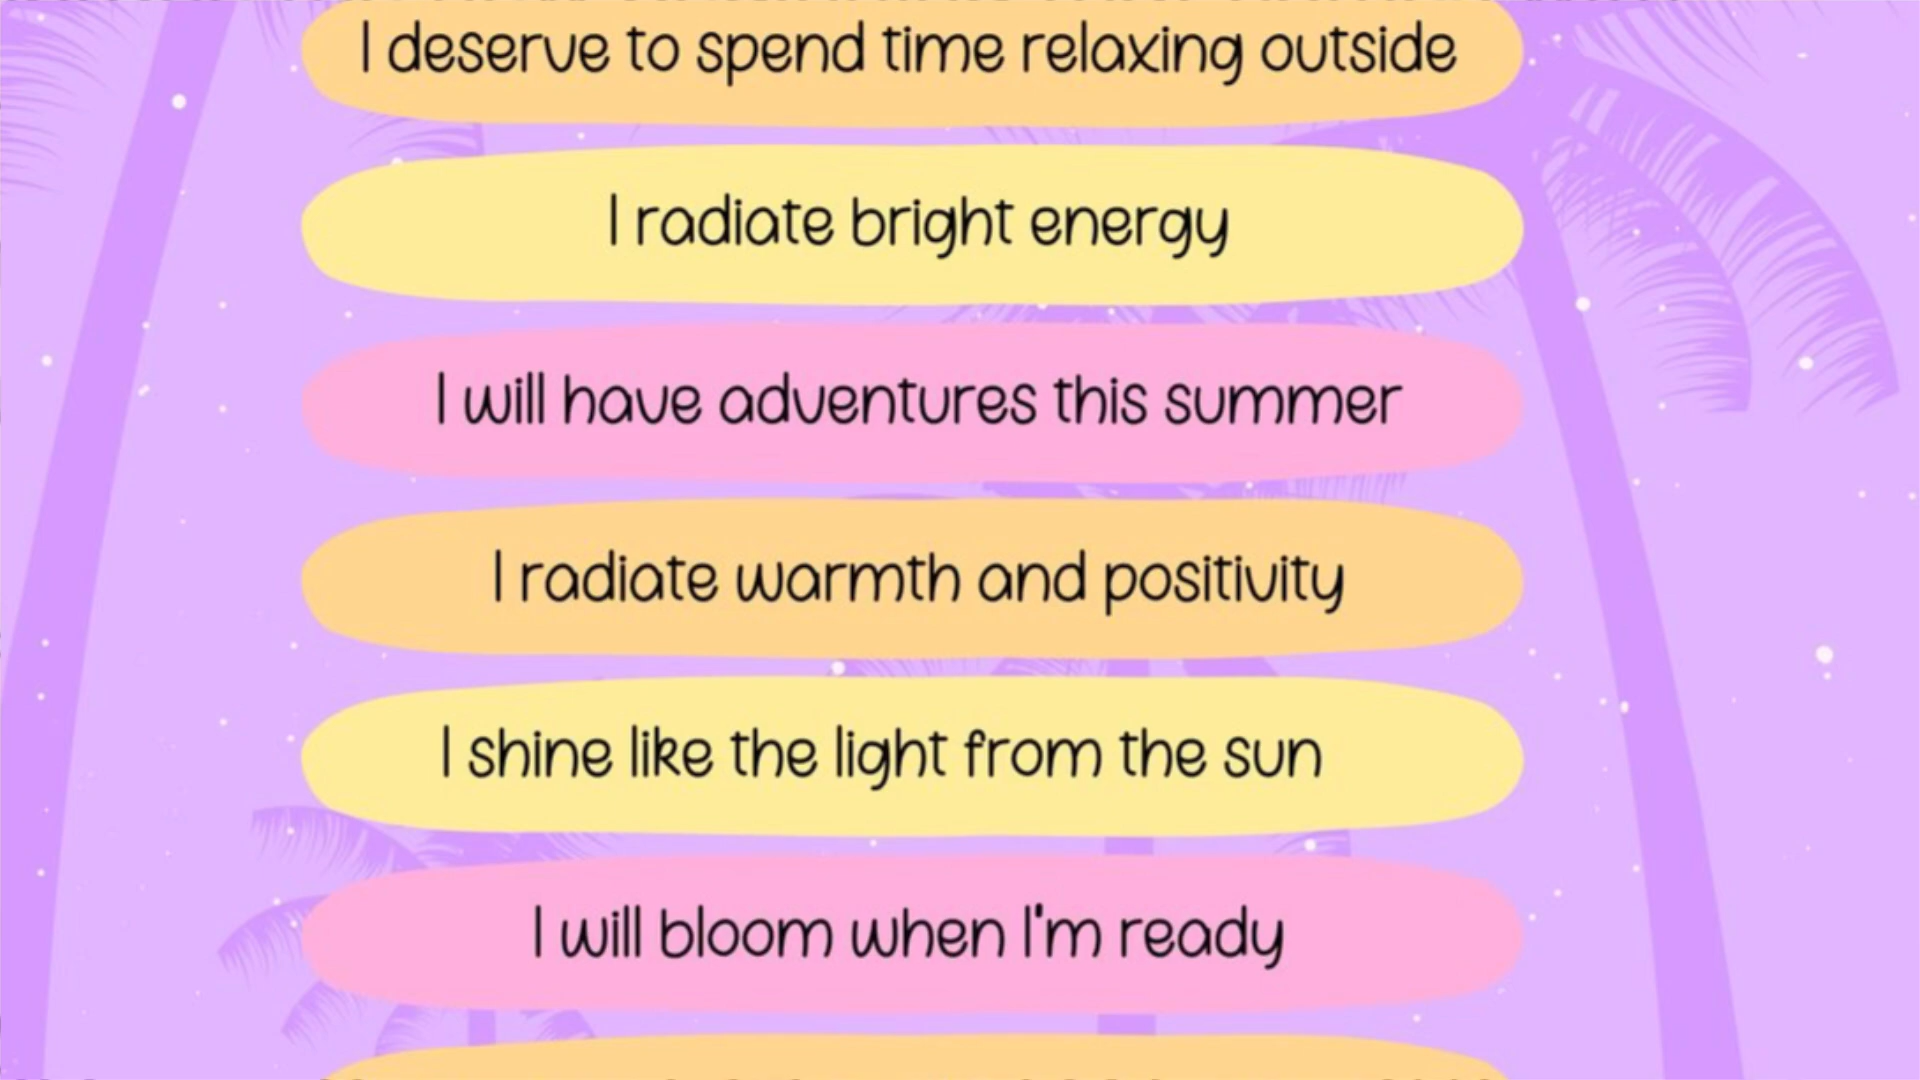 I deserve to spend time relaxing outside
I radiate bright energy
I will have adventures this summer
I radiate warmth and positivity
I shine like the light from the sun
I will bloom when I'm ready